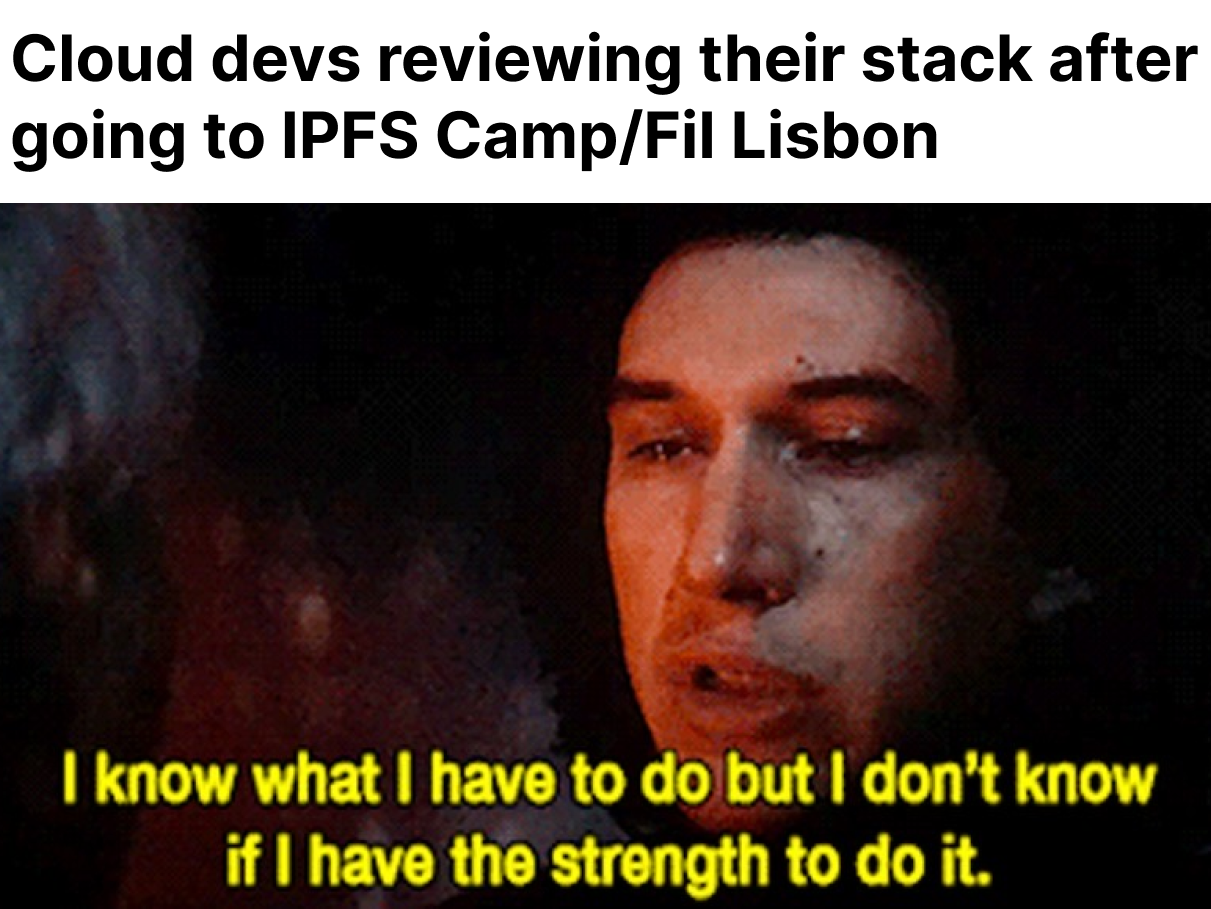 Cloud devs reviewing their stack after
going to IPFS Camp/Fil Lisbon
I know what I have to do but I don't know
if I have the strength to do it.